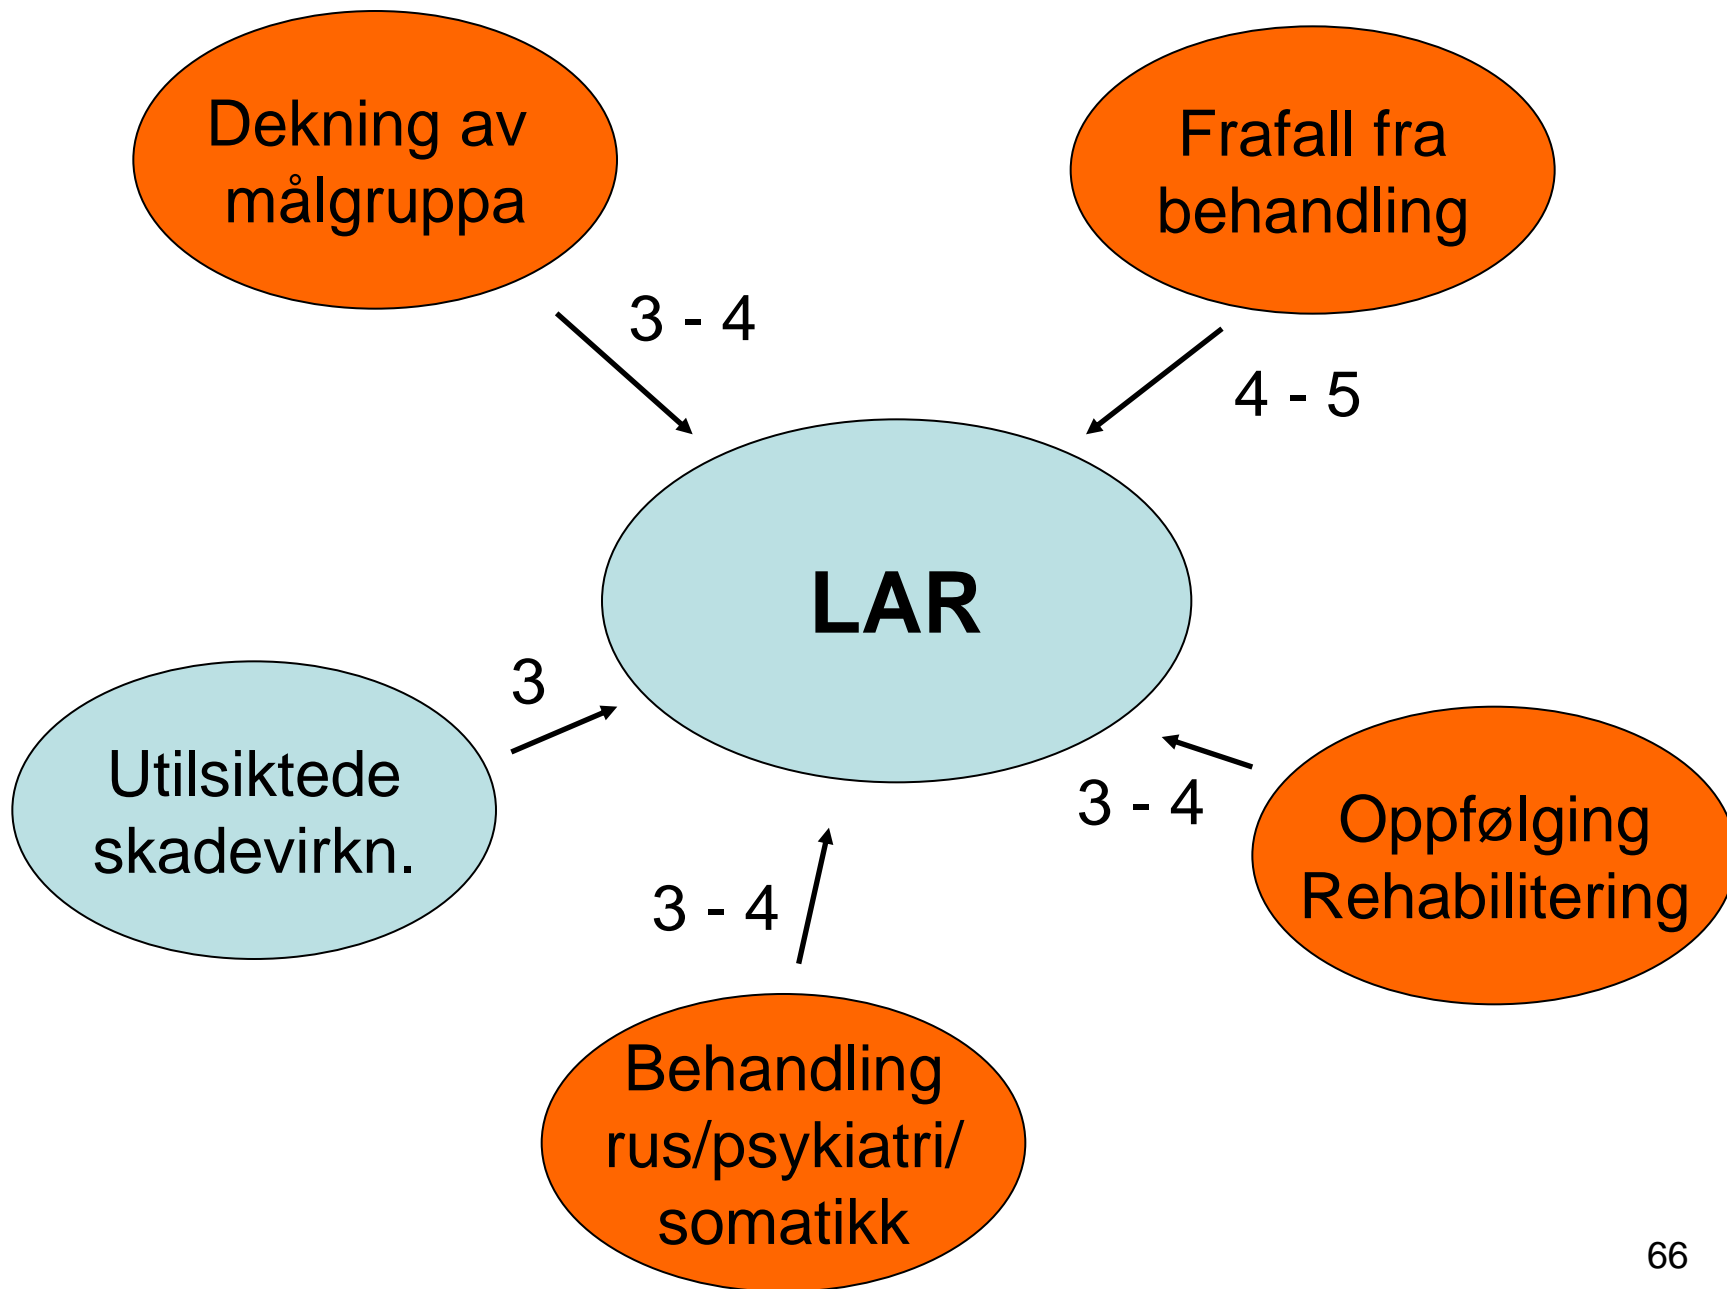 Dekning av
målgruppa
Frafall fra
behandling
3 - 4
4 - 5
LAR
3
Utilsiktede
skadevirkn.
3 - 4
Oppfølging
Rehabilitering
3 - 4
Behandling
rus/psykiatri/
somatikk
66